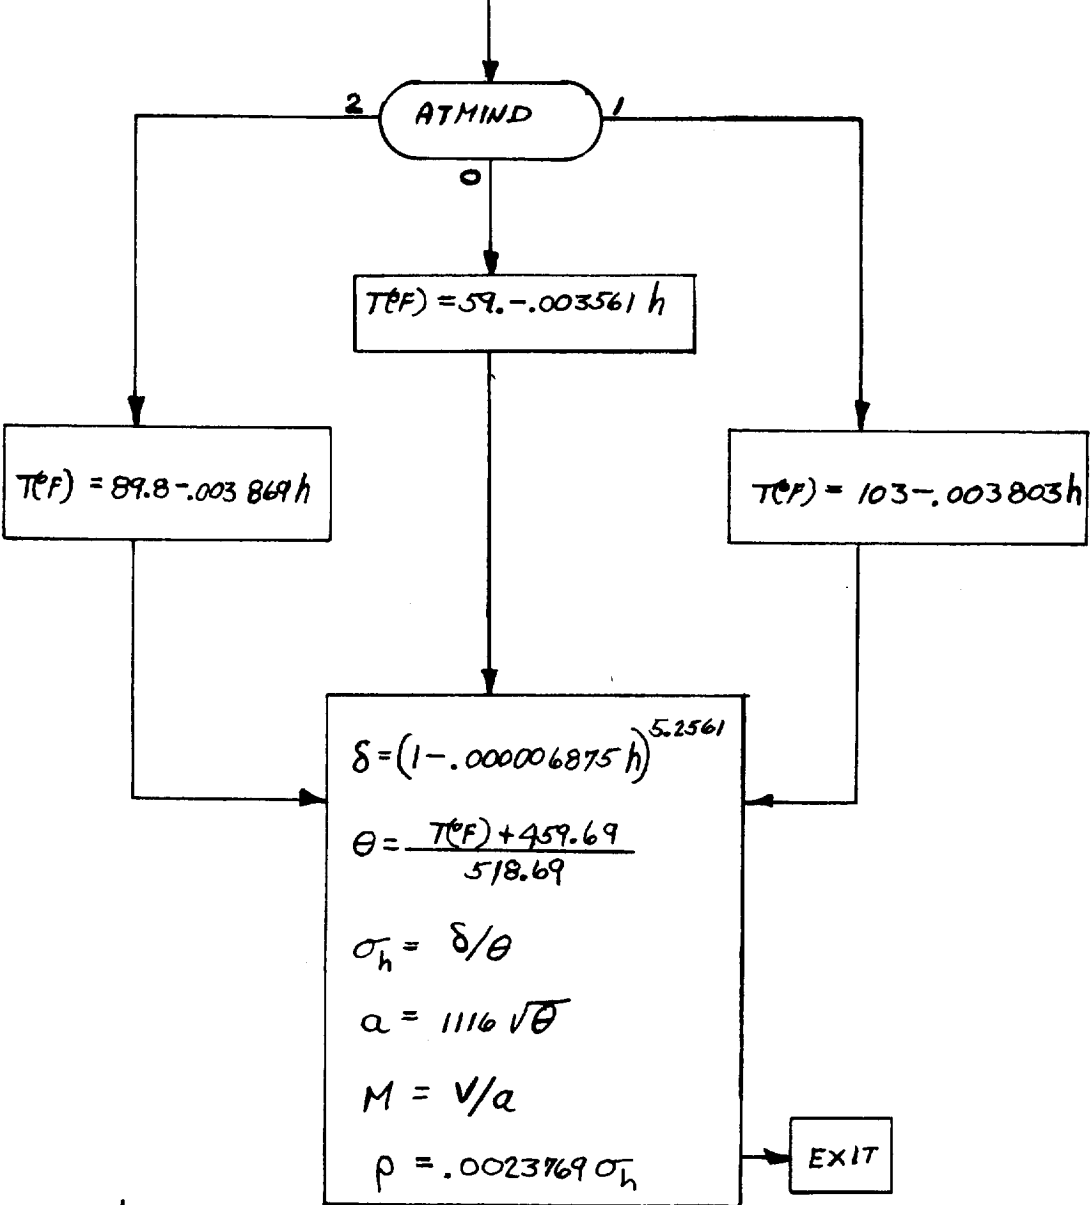 ATMIND
2
1
0
T(°F) = 59.-.003561 h
T(°F) = 89.8-.003869 h
T(°F) = 103-.003803 h
δ = (1-.000006875 h)^5.2561
θ = T(°F) + 459.69
518.69
σh = δ/θ
a = 1116 √θ
M = V/a
ρ = .0023769 σh
EXIT